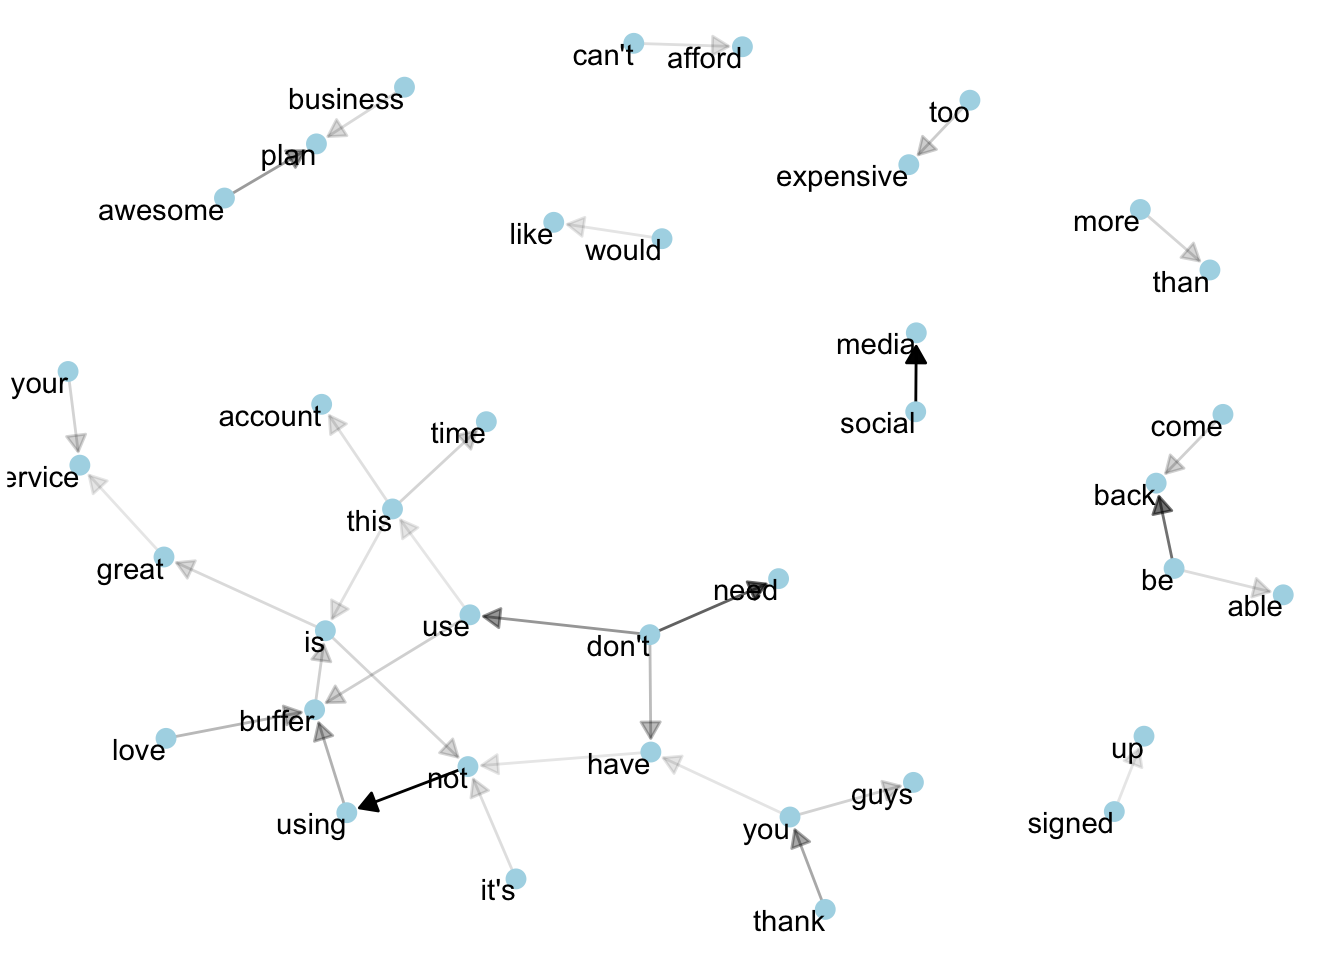 can't
afford
business
too
plan
expensive
awesome
more
like
would
than
media
your
account
time
social
come
ervice
back
this
great
need
be
able
use
is
don't
buffer
love
not
have
up
guys
using
you
signed
it's
thank